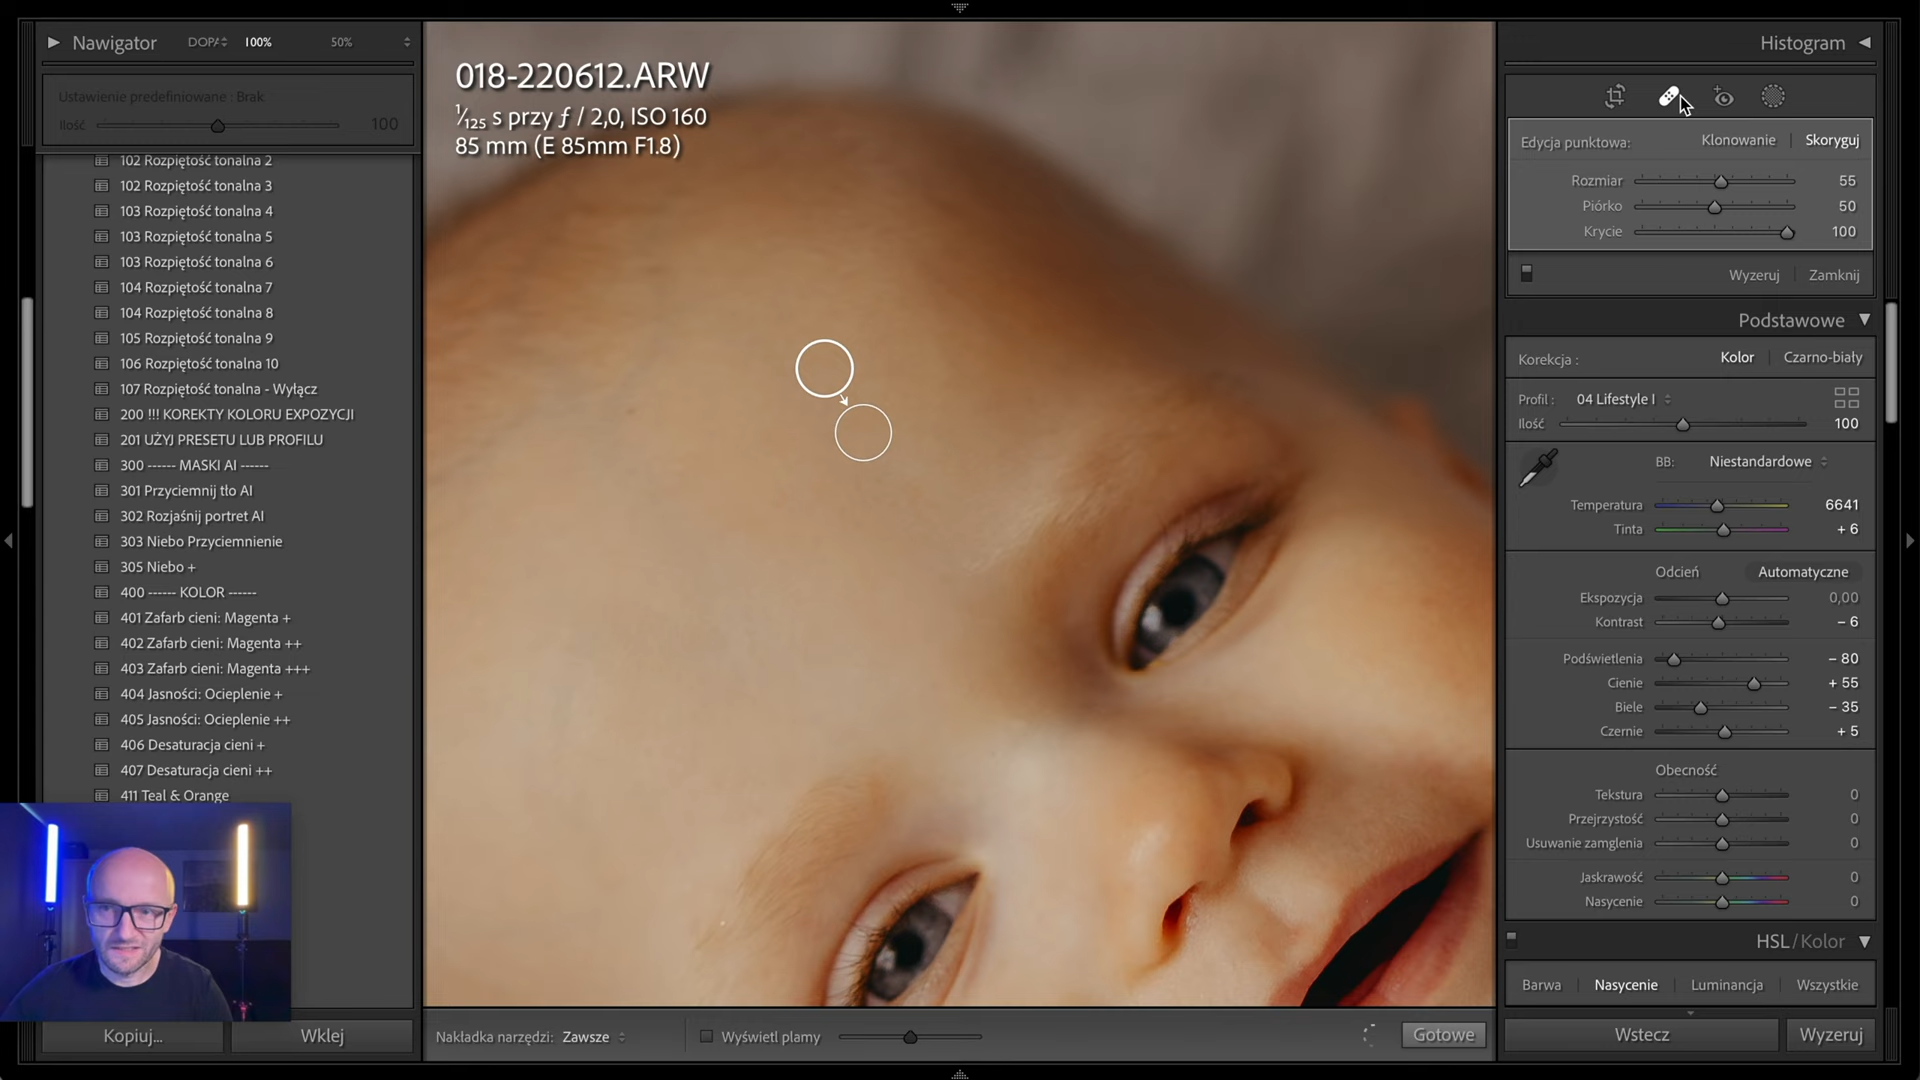 Nawigator DOPA 100% 50%
Ustawienie predefiniowane : Brak
Ilość 100
102 Rozpiętość tonalna 2
102 Rozpiętość tonalna 3
103 Rozpiętość tonalna 4
103 Rozpiętość tonalna 5
103 Rozpiętość tonalna 6
104 Rozpiętość tonalna 7
104 Rozpiętość tonalna 8
105 Rozpiętość tonalna 9
106 Rozpiętość tonalna 10
107 Rozpiętość tonalna - Wyłącz
200 !!! KOREKTY KOLORU EXPOZYCJI
201 UŻYJ PRESETU LUB PROFILU
300 ------ MASKI AI ------
301 Przyciemnij tło AI
302 Rozjaśnij portret AI
303 Niebo Przyciemnienie
305 Niebo +
400 ------ KOLOR ------
401 Zafarb cieni: Magenta +
402 Zafarb cieni: Magenta ++
403 Zafarb cieni: Magenta +++
404 Jasności: Ocieplenie +
405 Jasności: Ocieplenie ++
406 Desaturacja cieni +
407 Desaturacja cieni ++
411 Teal & Orange
Kopiuj... Wklej
018-220612.ARW
1/125 s przy ƒ / 2,0, ISO 160
85 mm (E 85mm F1.8)
Nakładka narzędzi: Zawsze Wyświetl plamy Gotowe
Histogram
Edycja punktowa: Klonowanie Skoryguj
Rozmiar 55
Piórko 50
Krycie 100
Wyzeruj Zamknij
Podstawowe
Korekcja : Kolor Czarno-biały
Profil : 04 Lifestyle I
Ilość 100
BB: Niestandardowe
Temperatura 6641
Tinta + 6
Odcień Automatyczne
Ekspozycja 0,00
Kontrast – 6
Podświetlenia – 80
Cienie + 55
Biele – 35
Czernie + 5
Obecność
Tekstura 0
Przejrzystość 0
Usuwanie zamglenia 0
Jaskrawość 0
Nasycenie 0
HSL / Kolor
Barwa Nasycenie Luminancja Wszystkie
Wstecz Wyzeruj